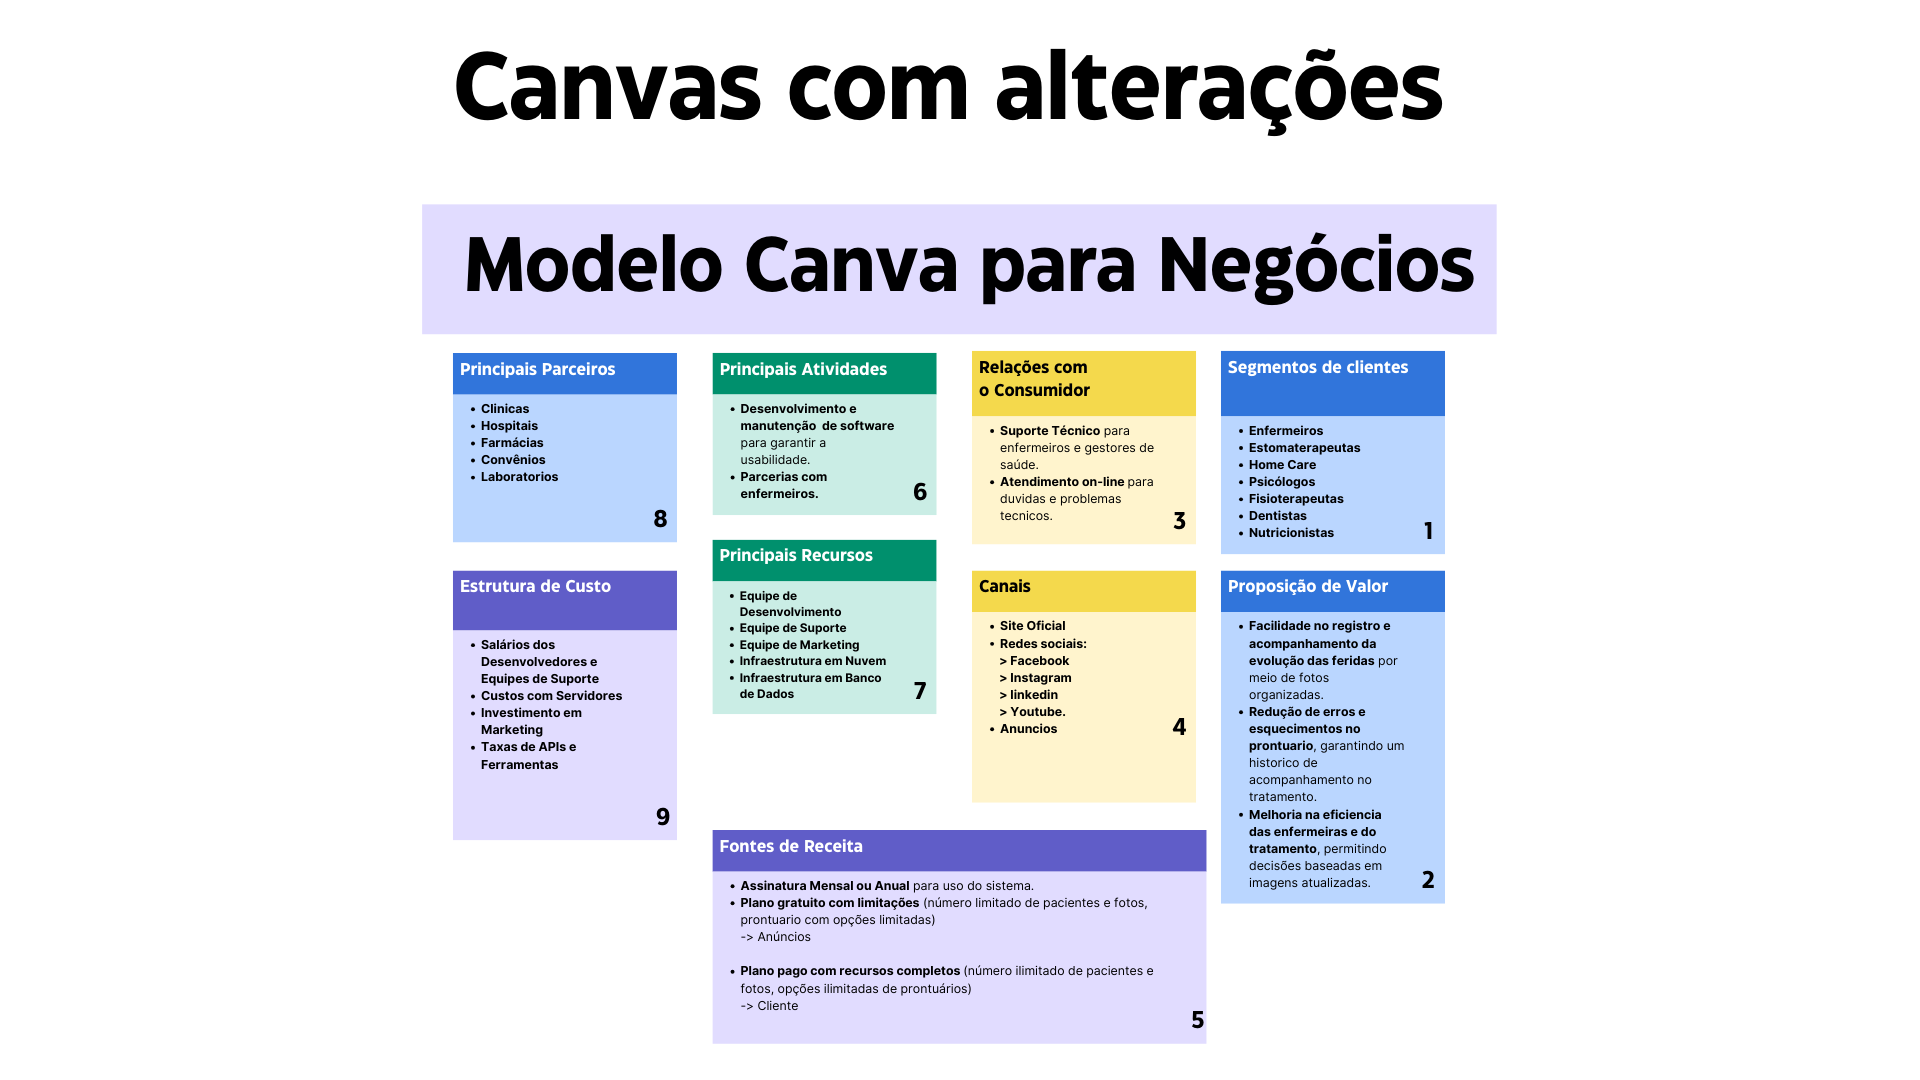 Canvas com alterações
Modelo Canva para Negócios
Principais Parceiros
• Clinicas
• Hospitais
• Farmácias
• Convênios
• Laboratorios
8
Principais Atividades
• Desenvolvimento e
manutenção de software
para garantir a
usabilidade.
• Parcerias com
enfermeiros.
6
Relações com
o Consumidor
• Suporte Técnico para
enfermeiros e gestores de
saúde.
• Atendimento on-line para
duvidas e problemas
tecnicos.
3
Segmentos de clientes
• Enfermeiros
• Estomaterapeutas
• Home Care
• Psicólogos
• Fisioterapeutas
• Dentistas
• Nutricionistas
1
Estrutura de Custo
• Salários dos
Desenvolvedores e
Equipes de Suporte
• Custos com Servidores
• Investimento em
Marketing
• Taxas de APIs e
Ferramentas
9
Principais Recursos
• Equipe de
Desenvolvimento
• Equipe de Suporte
• Equipe de Marketing
• Infraestrutura em Nuvem
• Infraestrutura em Banco
de Dados
7
Canais
• Site Oficial
• Redes sociais:
> Facebook
> Instagram
> linkedin
> Youtube.
• Anuncios
4
Proposição de Valor
• Facilidade no registro e
acompanhamento da
evolução das feridas por
meio de fotos
organizadas.
• Redução de erros e
esquecimentos no
prontuario, garantindo um
historico de
acompanhamento no
tratamento.
• Melhoria na eficiencia
das enfermeiras e do
tratamento, permitindo
decisões baseadas em
imagens atualizadas.
2
Fontes de Receita
• Assinatura Mensal ou Anual para uso do sistema.
• Plano gratuito com limitações (número limitado de pacientes e fotos,
prontuario com opções limitadas)
-> Anúncios
• Plano pago com recursos completos (número ilimitado de pacientes e
fotos, opções ilimitadas de prontuários)
-> Cliente
5